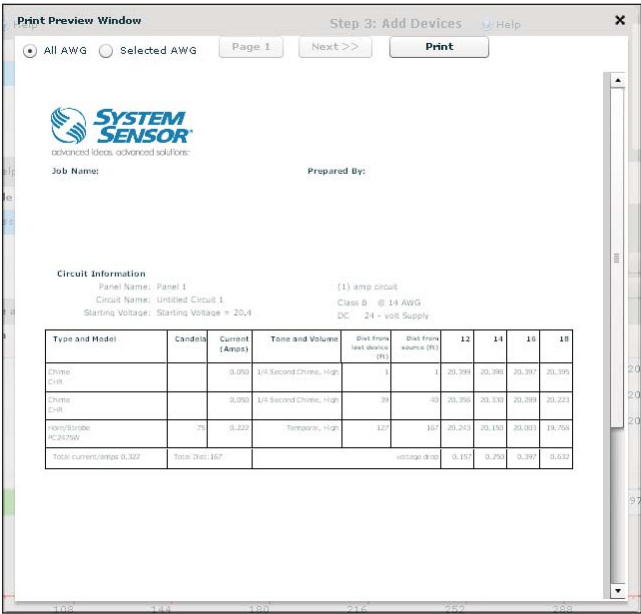 Print Preview Window
Step 3: Add Devices Help
All AWG Selected AWG Page 1 Next >> Print
SYSTEM
SENSOR
advanced ideas. advanced solutions.
Job Name: Prepared By:
Circuit Information
Panel Name: Panel 1 (1) amp circuit
Circuit Name: Untitled Circuit 1 Class B @ 14 AWG
Starting Voltage: Starting Voltage = 20.4 DC 24 - volt Supply
Type and Model Candela Current (Amps) Tone and Volume Dist from last device (ft) Dist from source (ft) 12 14 16 18
Chime 0.050 1/4 Second Chime, High 1 1 20.399 20.398 20.397 20.395
CHR
Chime 0.050 1/4 Second Chime, High 39 40 20.356 20.330 20.289 20.223
CHR
Horn/Strobe 75 0.222 Temporal, High 127 167 20.243 20.150 20.003 19.768
PC2475W
Total current/amps 0.322 Total Dist:167 voltage drop 0.157 0.250 0.397 0.632
108 144 180 216 252 288